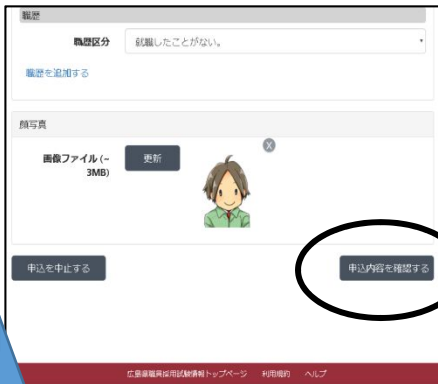 職歴
職歴区分 就職したことがない。
職歴を追加する
顔写真
画像ファイル (~
3MB)
更新
X
申込を中止する 申込内容を確認する
広島県職員採用試験情報トップページ 利用規約 ヘルプ